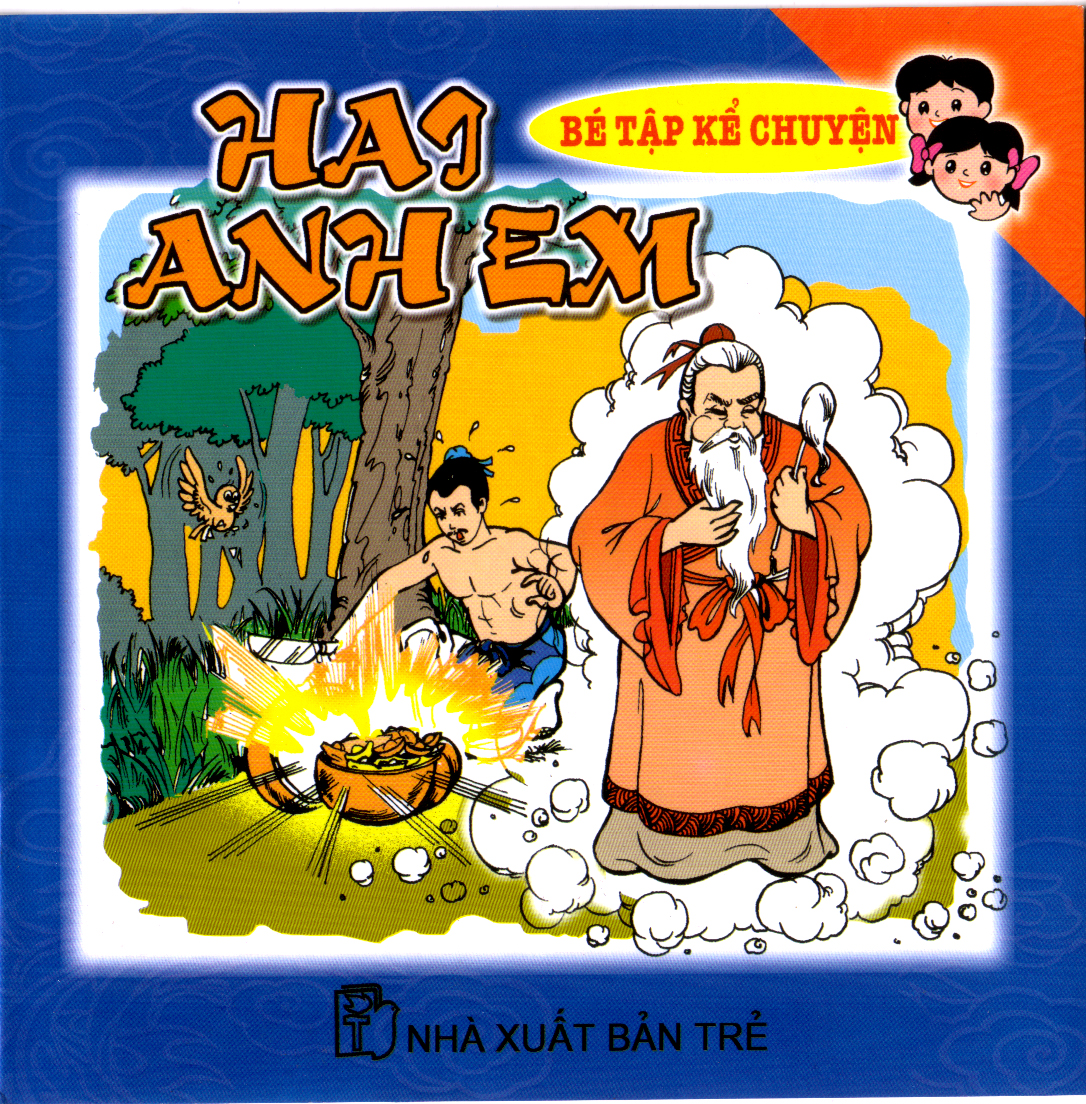 HAI
ANH EM
BÉ TẬP KỂ CHUYỆN
NHÀ XUẤT BẢN TRẺ